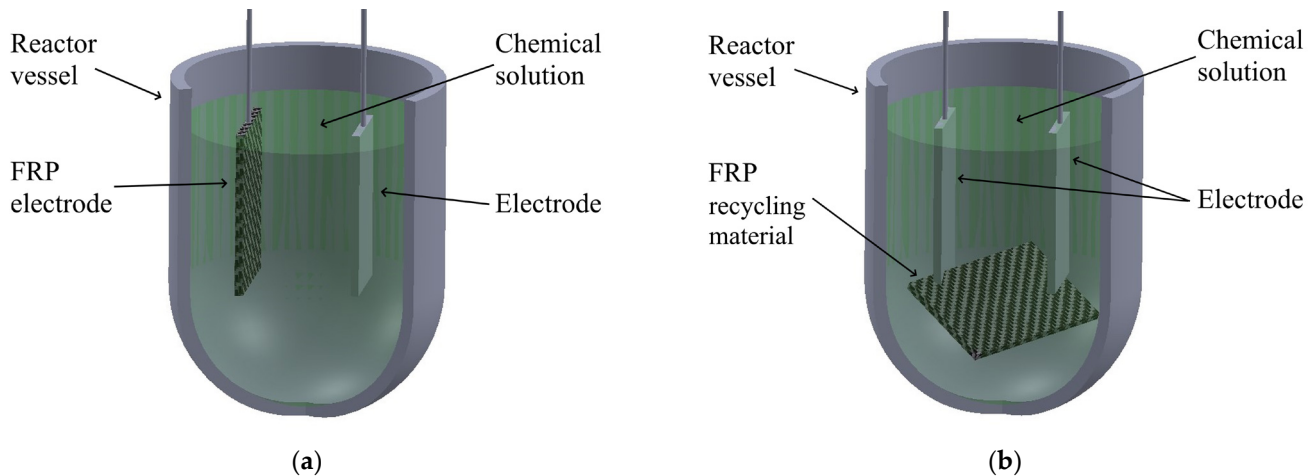 Reactor
vessel
Chemical
solution
FRP
electrode
Electrode
(a)
Reactor
vessel
Chemical
solution
FRP
recycling
material
Electrode
(b)